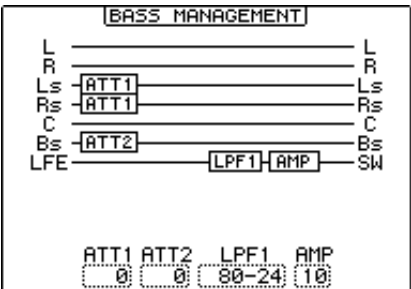 BASS MANAGEMENT
L L
R R
Ls ATT1 Ls
Rs ATT1 Rs
C C
Bs ATT2 Bs
LFE LPF1 AMP SW
ATT1 ATT2 LPF1 AMP
0 0 80-24 10